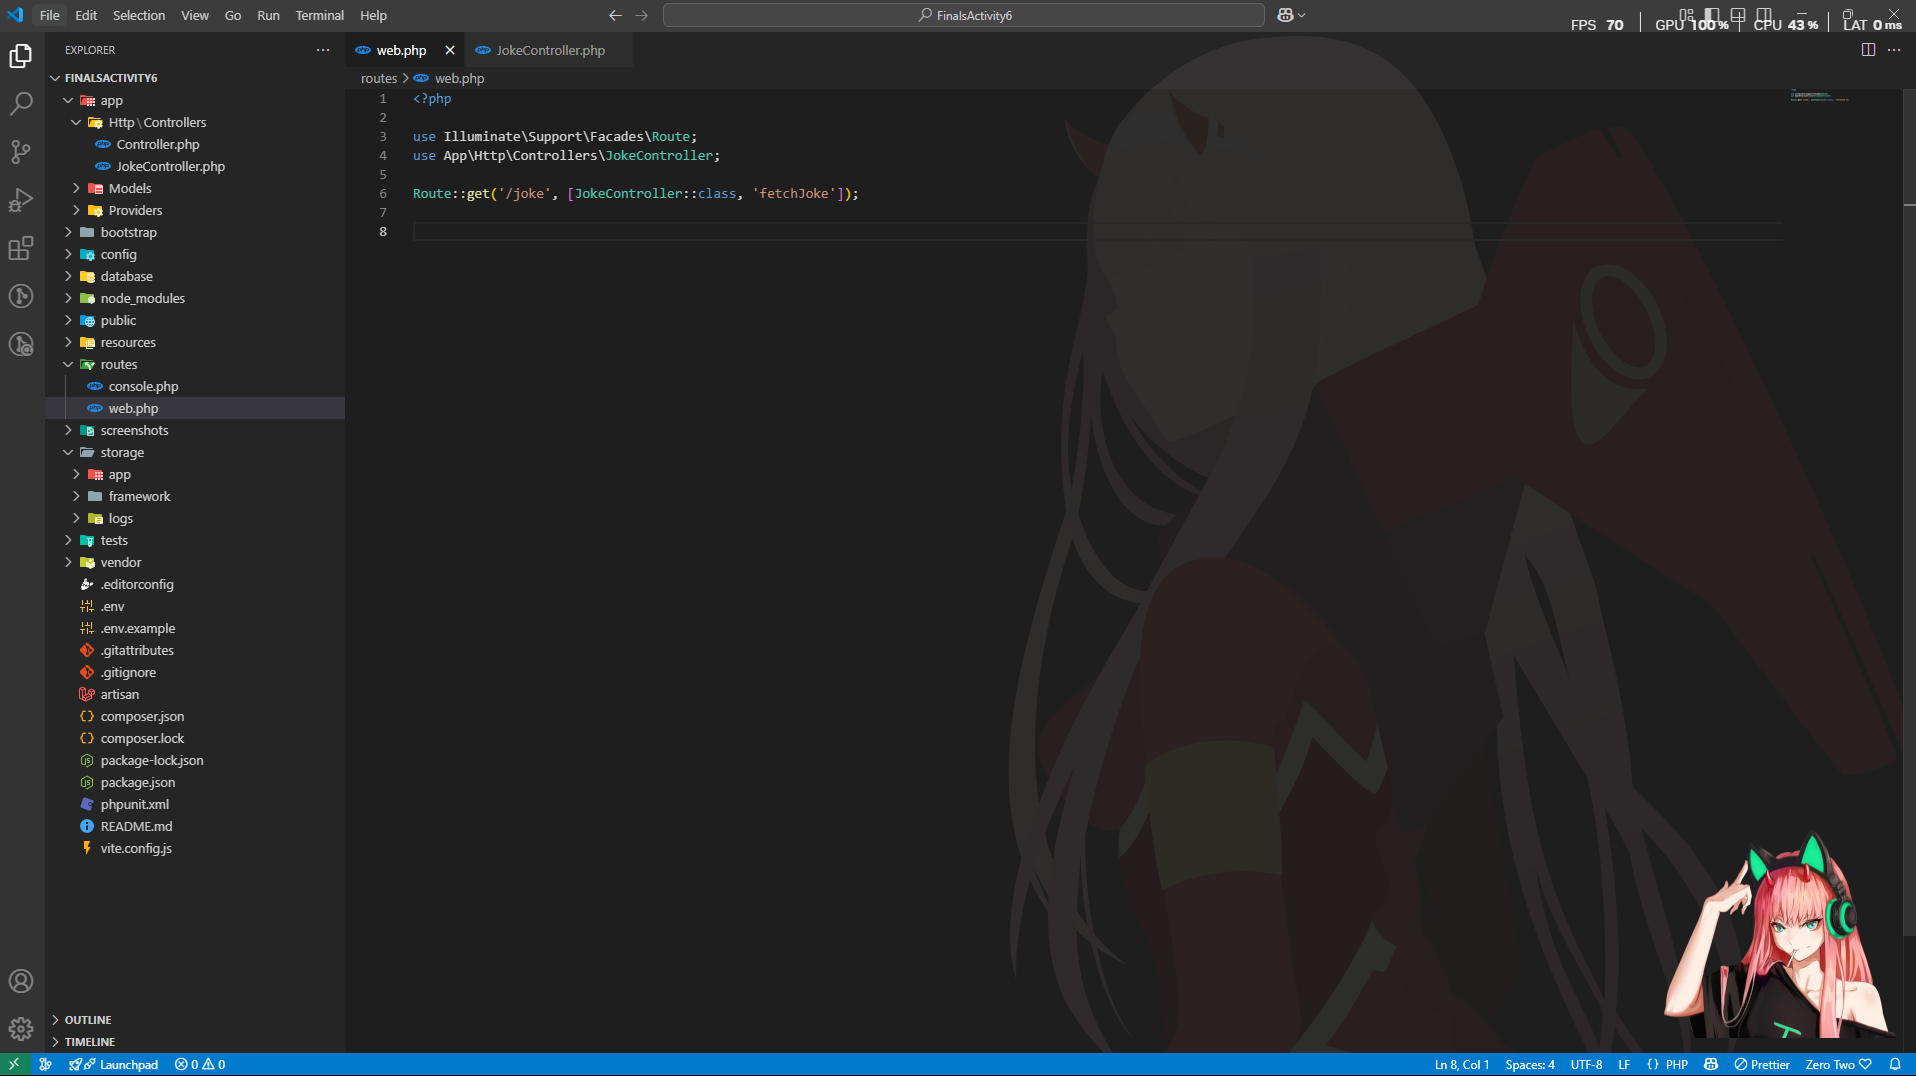 File Edit Selection View Go Run Terminal Help
FinalsActivity6
FPS 70 GPU 100 % CPU 43 % LAT 0 ms
EXPLORER
FINALSACTIVITY6
app
Http\Controllers
Controller.php
JokeController.php
Models
Providers
bootstrap
config
database
node_modules
public
resources
routes
console.php
web.php
screenshots
storage
app
framework
logs
tests
vendor
.editorconfig
.env
.env.example
.gitattributes
.gitignore
artisan
composer.json
composer.lock
package-lock.json
package.json
phpunit.xml
README.md
vite.config.js
OUTLINE
TIMELINE
web.php JokeController.php
routes > web.php
1 <?php
2
3 use Illuminate\Support\Facades\Route;
4 use App\Http\Controllers\JokeController;
5
6 Route::get('/joke', [JokeController::class, 'fetchJoke']);
7
8
Launchpad 0 0
Ln 8, Col 1 Spaces: 4 UTF-8 LF {} PHP Prettier Zero Two